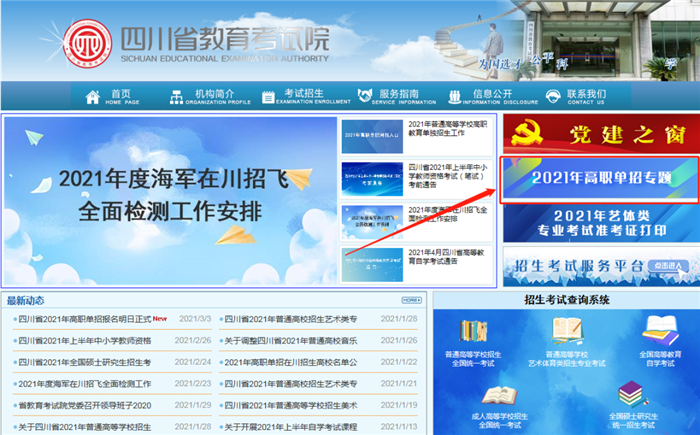 四川省教育考试院
SICHUAN EDUCATIONAL EXAMINATION AUTHORITY
为国选才 公平
首页
HOME PAGE
机构简介
ORGANIZATION PROFILE
考试招生
EXAMINATION ENROLLMENT
服务指南
SERVICE INFORMATION
信息公开
INFORMATION DISCLOSURE
联系我们
CONTACT US
2021年度海军在川招飞
全面检测工作安排
2021年普通高等学校高职
教育单独招生工作
四川省2021年上半年中小
学教师资格考试（笔试）
考前通告
2021年度海军在川招飞全
面检测工作安排
2021年4月四川省高等教
育自学考试通告
党建之窗
2021年高职单招专题
2021年艺体类
专业考试准考证打印
招生考试服务平台 点击进入
最新动态
HOME
四川省2021年高职单招报名明日正式 New 2021/3/3
四川省2021年上半年中小学教师资格 2021/2/26
四川省2021年全国硕士研究生招生考 2021/2/24
2021年度海军在川招飞全面检测工作 2021/2/23
省教育考试院党委召开领导班子2020 2021/1/29
关于四川省2021年普通高等学校招生 2021/1/28
四川省2021年普通高校招生艺术类专 2021/1/28
关于调整四川省2021年普通高校音乐 2021/1/28
2021年高职单招在川招生高校名单公 2021/1/22
四川省2021年普通高校招生艺术类专 2021/1/21
四川省2021年普通高校招生美术 2021/1/19
关于开展2021年上半年自学考试课程 2021/1/13
招生考试查询系统
普通高等学校招生
全国统一考试
普通高等学校
艺术体育类招生专业考试
全国高等教育
自学考试
成人高等学校招生
全国统一考试
全国硕士研究生
统一招生考试